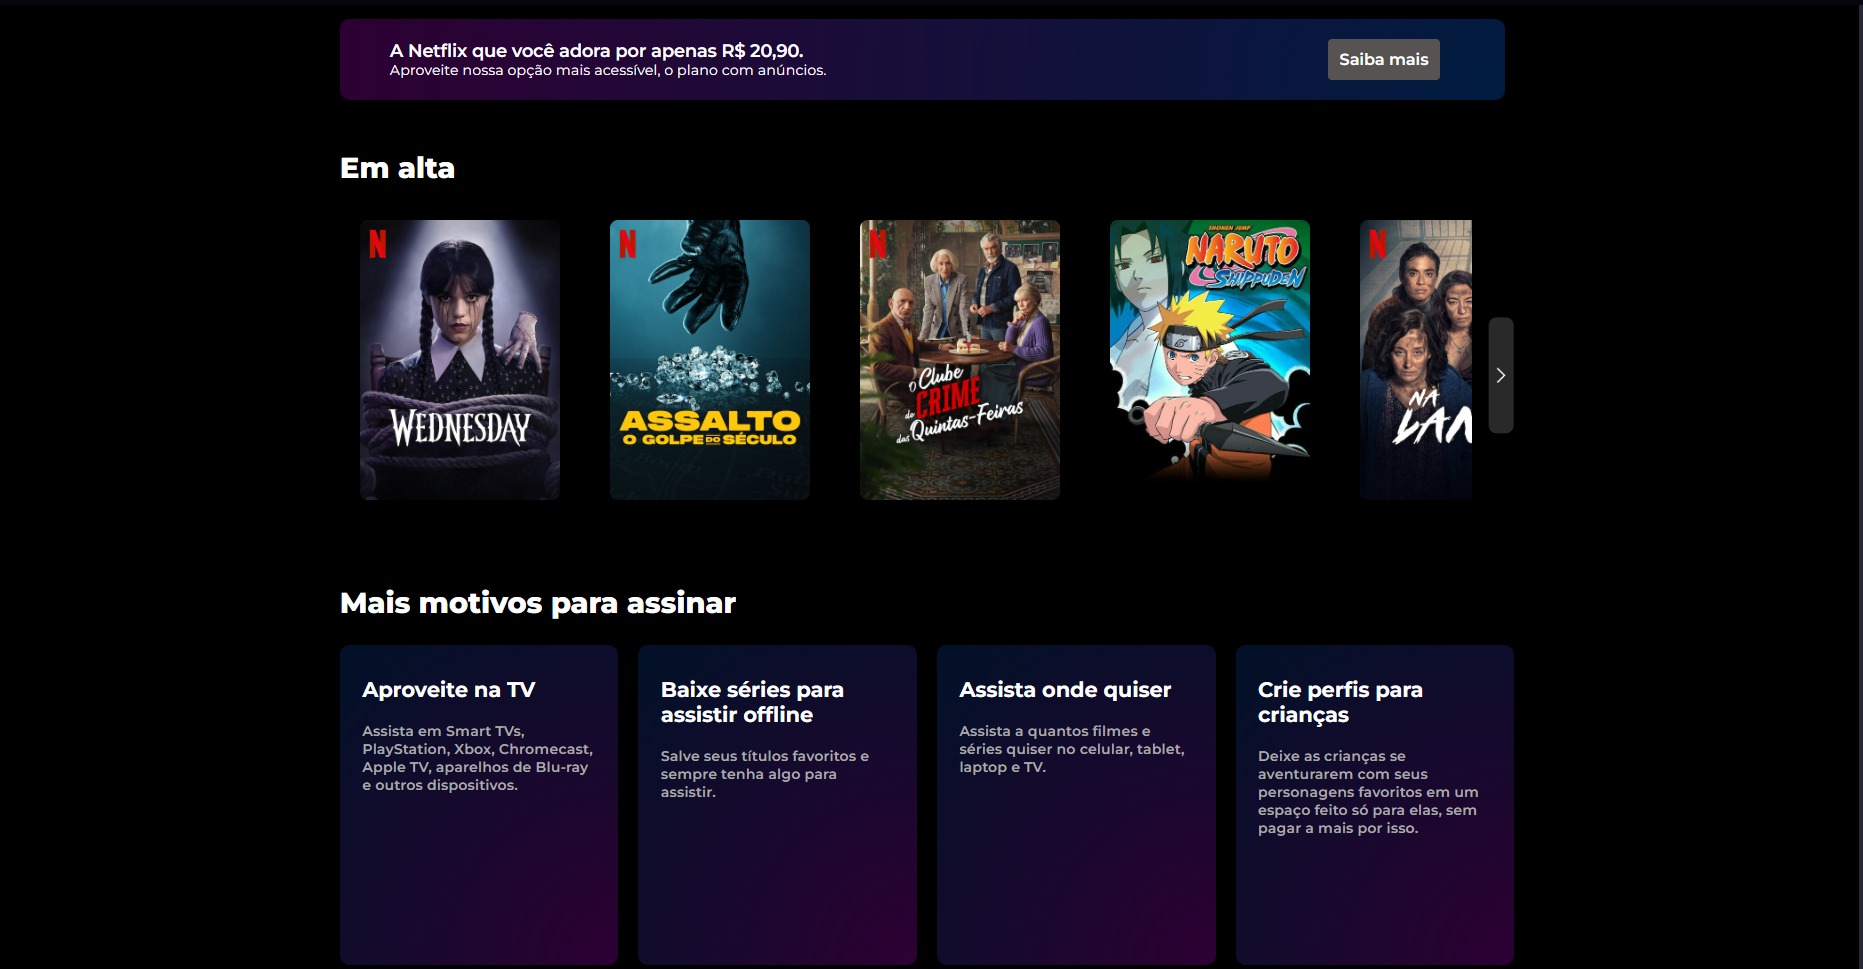 A Netflix que você adora por apenas R$ 20,90.
Aproveite nossa opção mais acessível, o plano com anúncios.
Saiba mais
Em alta
N
WEDNESDAY
N
ASSALTO
O GOLPE DO SÉCULO
N
O Clube
do CRIME
das Quintas-Feiras
SHONEN JUMP
NARUTO
SHIPPUDEN
N
NA
LAM
Mais motivos para assinar
Aproveite na TV
Assista em Smart TVs,
PlayStation, Xbox, Chromecast,
Apple TV, aparelhos de Blu-ray
e outros dispositivos.
Baixe séries para
assistir offline
Salve seus títulos favoritos e
sempre tenha algo para
assistir.
Assista onde quiser
Assista a quantos filmes e
séries quiser no celular, tablet,
laptop e TV.
Crie perfis para
crianças
Deixe as crianças se
aventurarem com seus
personagens favoritos em um
espaço feito só para elas, sem
pagar a mais por isso.